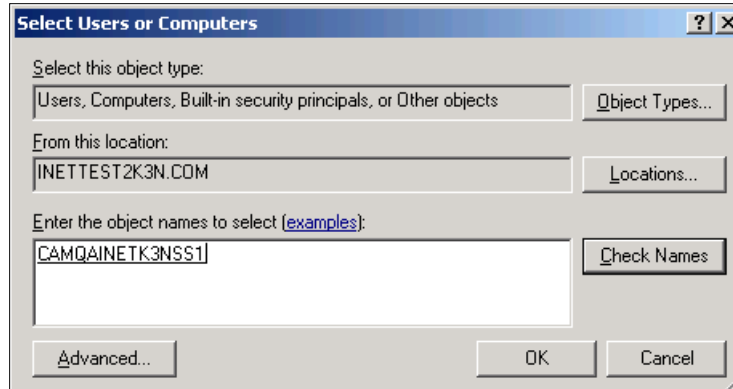 Select Users or Computers
Select this object type:
Users, Computers, Built-in security principals, or Other objects
Object Types...
From this location:
INETTEST2K3N.COM
Locations...
Enter the object names to select (examples):
CAMQAINETK3NSS1
Check Names
Advanced...
OK
Cancel